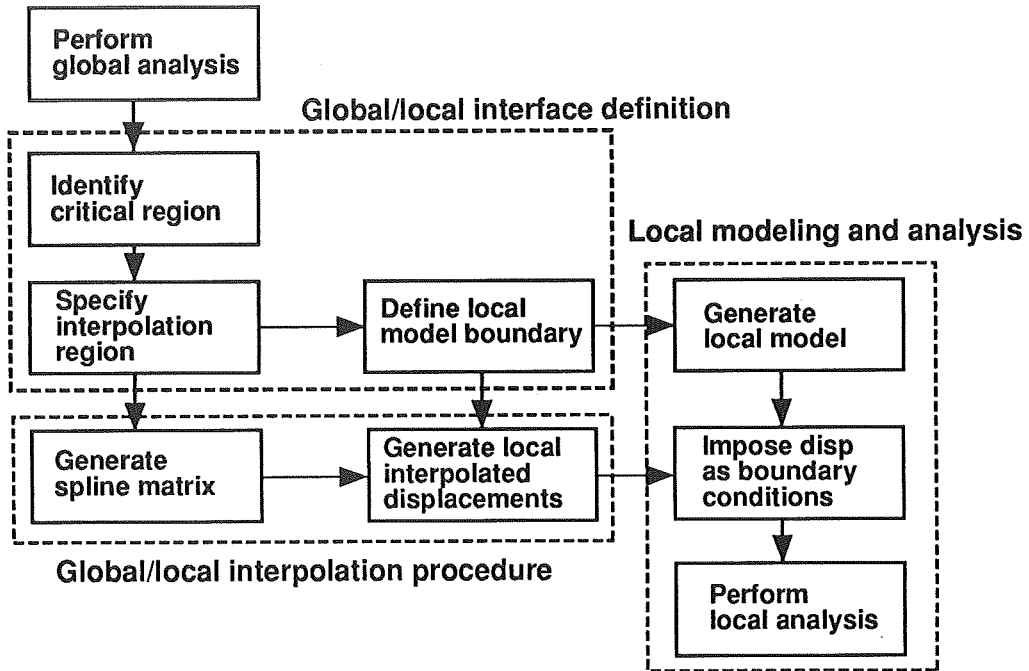 Perform
global analysis
Global/local interface definition
Identify
critical region
Specify
interpolation
region
Define local
model boundary
Local modeling and analysis
Generate
local model
Generate
spline matrix
Generate local
interpolated
displacements
Impose disp
as boundary
conditions
Global/local interpolation procedure
Perform
local analysis